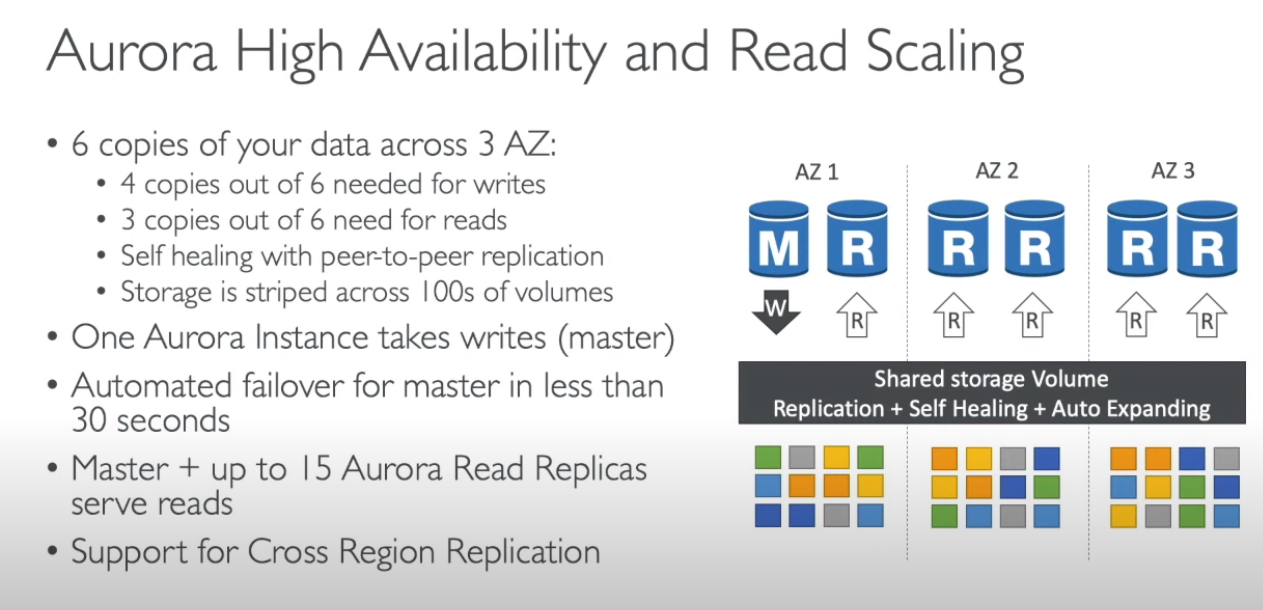 Aurora High Availability and Read Scaling
• 6 copies of your data across 3 AZ:
• 4 copies out of 6 needed for writes
• 3 copies out of 6 need for reads
• Self healing with peer-to-peer replication
• Storage is striped across 100s of volumes
• One Aurora Instance takes writes (master)
• Automated failover for master in less than
30 seconds
• Master + up to 15 Aurora Read Replicas
serve reads
• Support for Cross Region Replication
AZ 1 AZ 2 AZ 3
M R R R R R
W R R R R R
Shared storage Volume
Replication + Self Healing + Auto Expanding